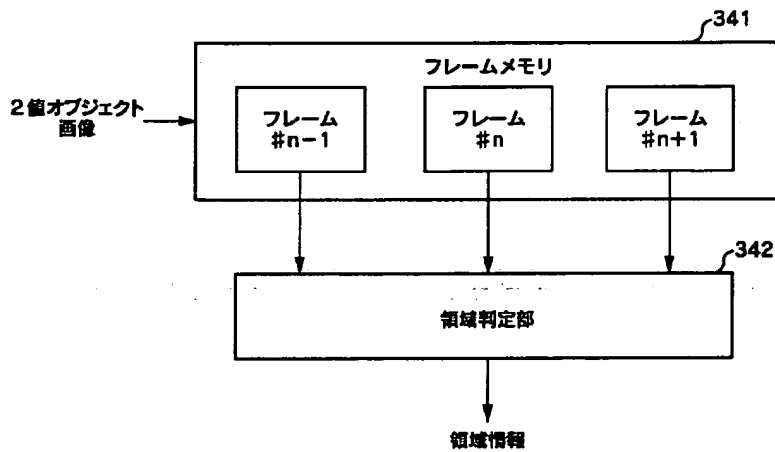 341
フレームメモリ
2値オブジェクト
画像
フレーム
#n-1
フレーム
#n
フレーム
#n+1
342
領域判定部
領域情報